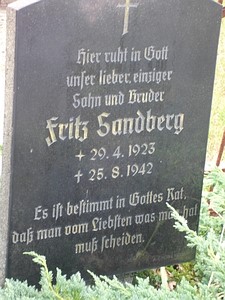 Hier ruht in Gott
unser lieber, einziger
Sohn und Bruder
Fritz Sandberg
+ 29. 4. 1923
+ 25. 8. 1942
Es ist bestimmt in Gottes Rat,
daß man vom Liebsten was man hat
muß scheiden.